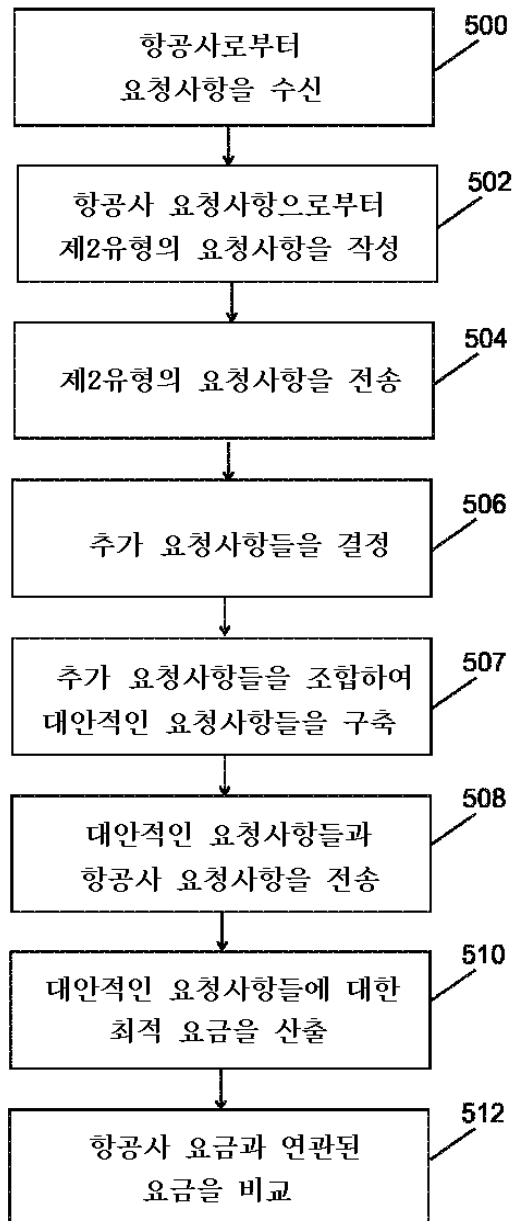 항공사로부터
요청사항을 수신
500
항공사 요청사항으로부터
제2유형의 요청사항을 작성
502
제2유형의 요청사항을 전송
504
추가 요청사항들을 결정
506
추가 요청사항들을 조합하여
대안적인 요청사항들을 구축
507
대안적인 요청사항들과
항공사 요청사항을 전송
508
대안적인 요청사항들에 대한
최적 요금을 산출
510
항공사 요금과 연관된
요금을 비교
512